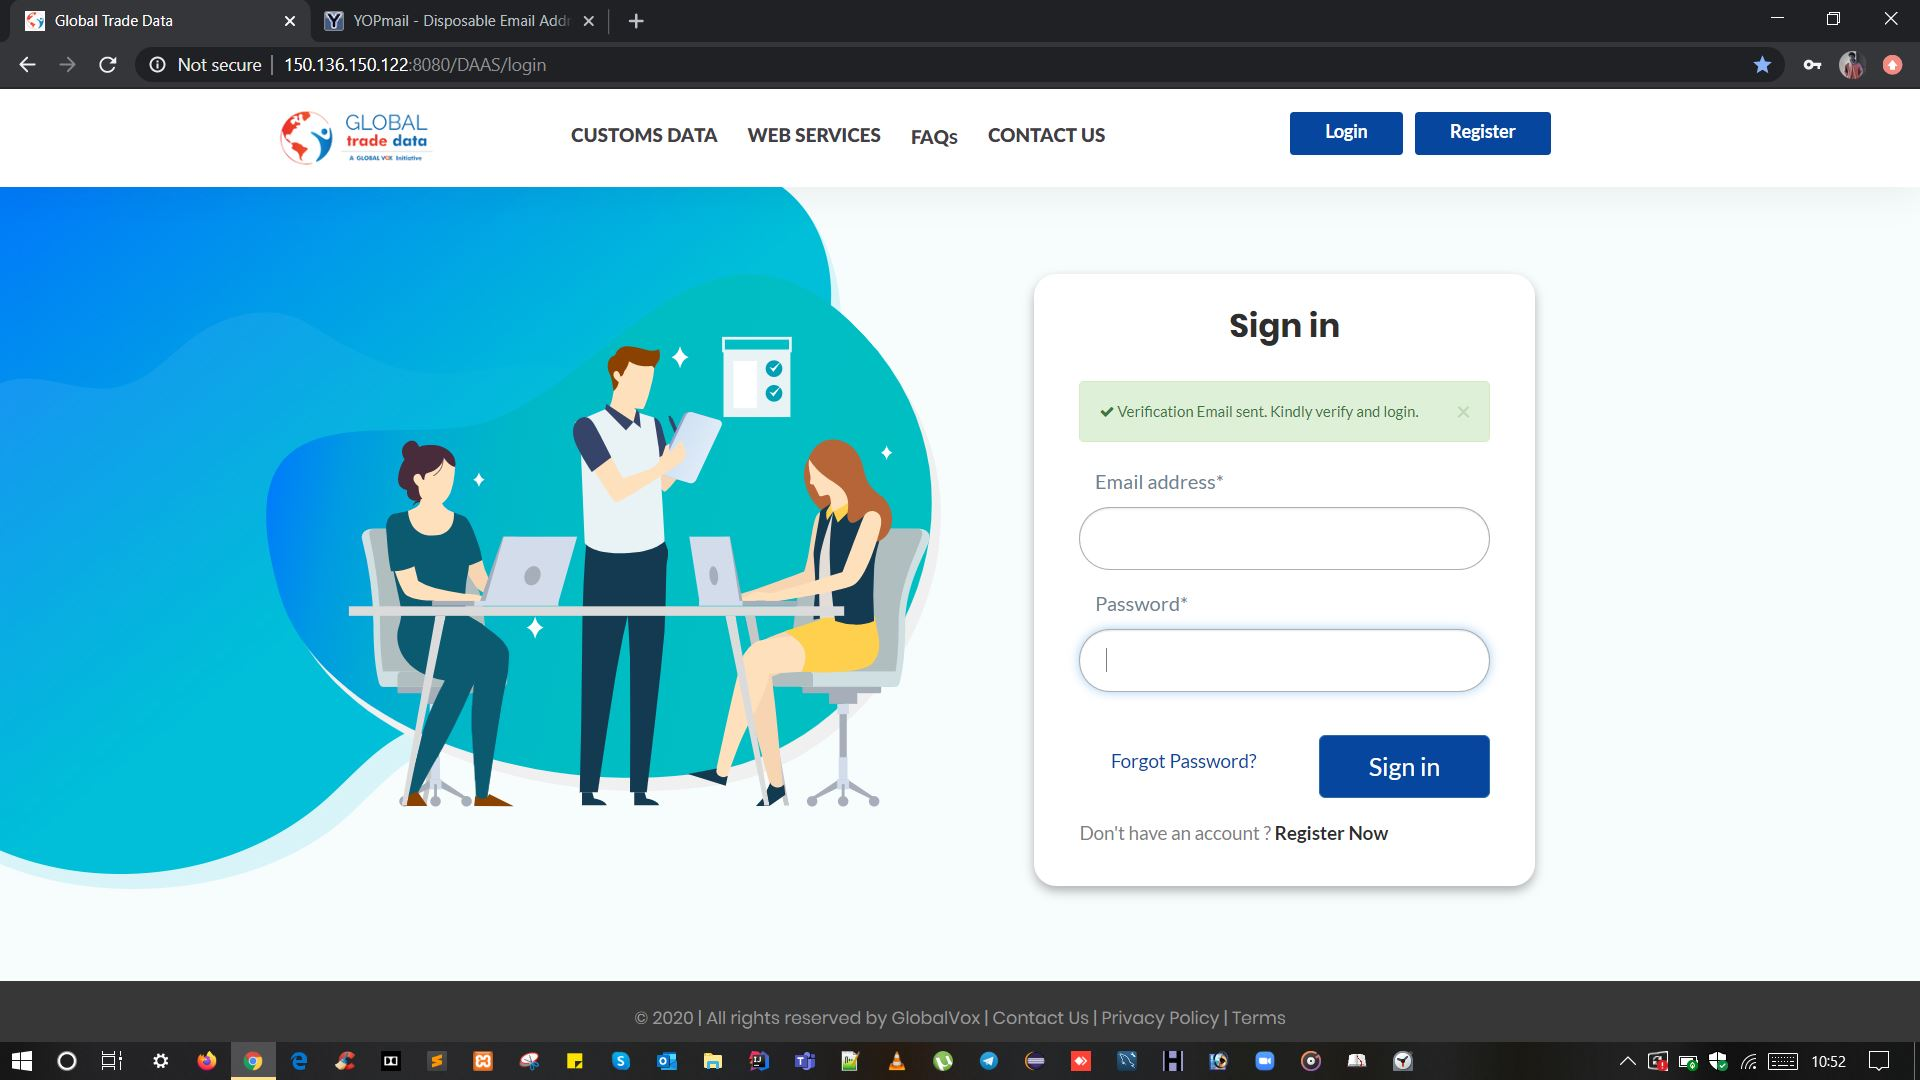 Global Trade Data
YOPmail - Disposable Email Addr
Not secure | 150.136.150.122:8080/DAAS/login
GLOBAL
trade data
A GLOBAL VOX Initiative
CUSTOMS DATA
WEB SERVICES
FAQs
CONTACT US
Login
Register
Sign in
Verification Email sent. Kindly verify and login.
Email address*
Password*
Forgot Password?
Sign in
Don't have an account ? Register Now
© 2020 | All rights reserved by GlobalVox | Contact Us | Privacy Policy | Terms
10:52